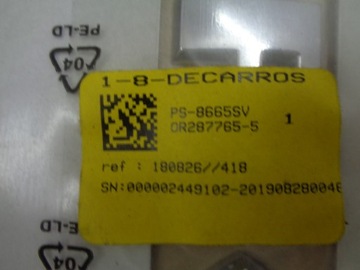 PE-LD
04
1-8-DECARROS
PS-8665SV
OR287765-5
1
ref : 180826//418
SN:000002449102-20190828004
PE-LD
04
04